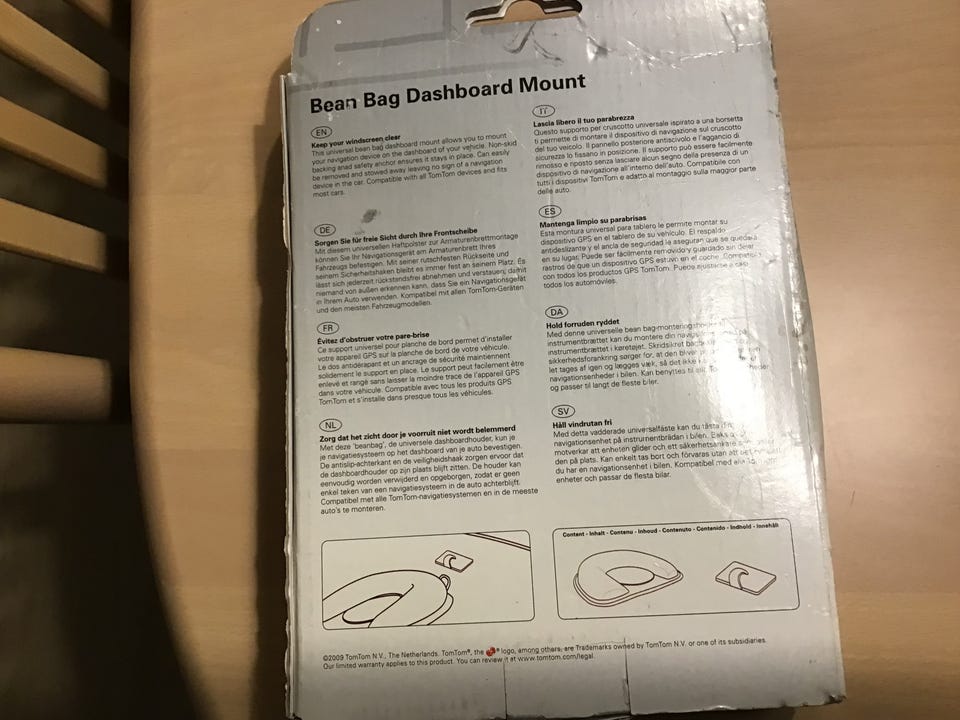 Bean Bag Dashboard Mount
EN
Keep your windscreen clear
This universal bean bag dashboard mount allows you to mount
your navigation device on the dashboard of your vehicle. Non-skid
backing and safety anchor ensures it stays in place. Can easily
be removed and stowed away leaving no sign of a navigation
device in the car. Compatible with all TomTom devices and fits
most cars.
DE
Sorgen Sie für freie Sicht durch Ihre Frontscheibe
Mit diesem universellen Haftpolster zur Armaturenbrettmontage
können Sie Ihr Navigationsgerät am Armaturenbrett Ihres
Fahrzeugs befestigen. Mit seiner rutschfesten Rückseite und
seinem Sicherheitshaken bleibt es immer fest an seinem Platz. Es
lässt sich jederzeit rückstandsfrei abnehmen und verstauen; damit
niemand von außen erkennen kann, dass Sie ein Navigationsgerät
in Ihrem Auto verwenden. Kompatibel mit allen TomTom-Geräten
und den meisten Fahrzeugmodellen.
FR
Évitez d'obstruer votre pare-brise
Ce support universel pour planche de bord permet d'installer
votre appareil GPS sur la planche de bord de votre véhicule.
Le dos antidérapant et un ancrage de sécurité maintiennent
solidement le support en place. Le support peut facilement être
enlevé et rangé sans laisser la moindre trace de l'appareil GPS
dans votre véhicule. Compatible avec tous les produits GPS
TomTom et s'installe dans presque tous les véhicules.
NL
Zorg dat het zicht door je voorruit niet wordt belemmerd
Met deze 'beanbag', de universele dashboardhouder, kun je
je navigatiesysteem op het dashboard van je auto bevestigen.
De antislip-achterkant en de veiligheidshaak zorgen ervoor dat
de dashboardhouder op zijn plaats blijft zitten. De houder kan
eenvoudig worden verwijderd en opgeborgen, zodat er geen
enkel teken van een navigatiesysteem in de auto achterblijft.
Compatibel met alle TomTom-navigatiesystemen en in de meeste
auto's te monteren.
IT
Lascia libero il tuo parabrezza
Questo supporto per cruscotto universale ispirato a una borsetta
ti permette di montare il dispositivo di navigazione sul cruscotto
del tuo veicolo. Il pannello posteriore antiscivolo e l'aggancio di
sicurezza lo fissano in posizione. Il supporto può essere facilmente
rimosso e riposto senza lasciare alcun segno della presenza di un
dispositivo di navigazione all'interno dell'auto. Compatibile con
tutti i dispositivi TomTom e adatto al montaggio sulla maggior parte
delle auto.
ES
Mantenga limpio su parabrisas
Esta montura universal para tablero le permite montar su
dispositivo GPS en el tablero de su vehículo. El respaldo
antideslizante y el ancla de seguridad le aseguran que se quedará
en su lugar. Puede ser fácilmente removido y guardado sin dejar
rastros de que un dispositivo GPS estuvo en el coche. Compatible
con todos los productos GPS TomTom. Puede ajustarse a casi
todos los automóviles.
DA
Hold forruden ryddet
Med denne universelle bean bag-montering
instrumentbrættet kan du montere din på
instrumentbrættet i køretøjet. Skridsikret
sikkerhedsforankring sørger for, at den bliver
let tages af igen og lægges væk, så det ikke af
navigationsenheder i bilen. Kan benyttes til
og passer til langt de fleste biler.
SV
Håll vindrutan fri
Med detta vadderade universalfäste kan du fästa
navigationsenhet på instrumentbrädan i bilen.
motverkar att enheten glider och ett säkerhetsankare
den på plats. Kan enkelt tas bort och förvaras utan att det
du har en navigationsenhet i bilen. Kompatibel med
enheter och passar de flesta bilar.
Content - Inhalt - Contenu - Inhoud - Contenuto - Contenido - Indhold - Innehåll
©2009 TomTom N.V., The Netherlands. TomTom®, the ® logo, among others, are Trademarks owned by TomTom N.V. or one of its subsidiaries.
Our limited warranty applies to this product. You can review it at www.tomtom.com/legal.